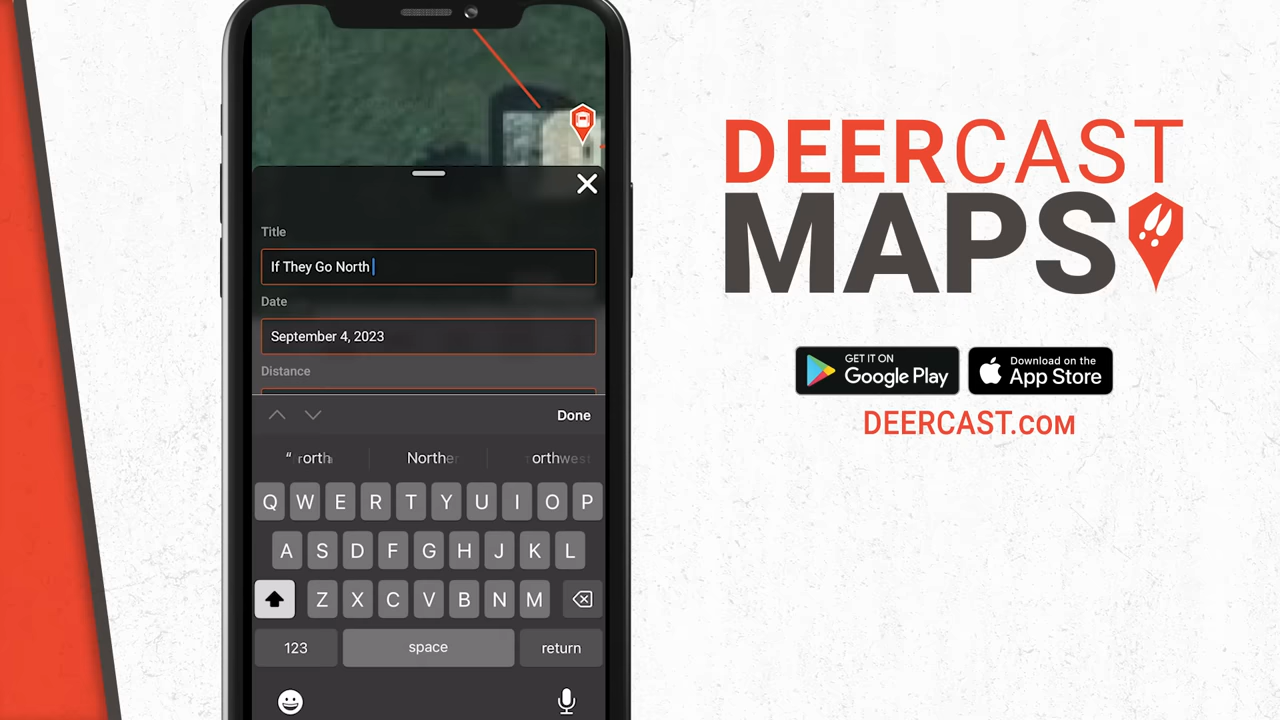 Title
If They Go North
Date
September 4, 2023
Distance
Done
Northe
Q W E R T Y U I O P
A S D F G H J K L
Z X C V B N M
123 space return
DEERCAST
MAPS
GET IT ON
Google Play
Download on the
App Store
DEERCAST.COM